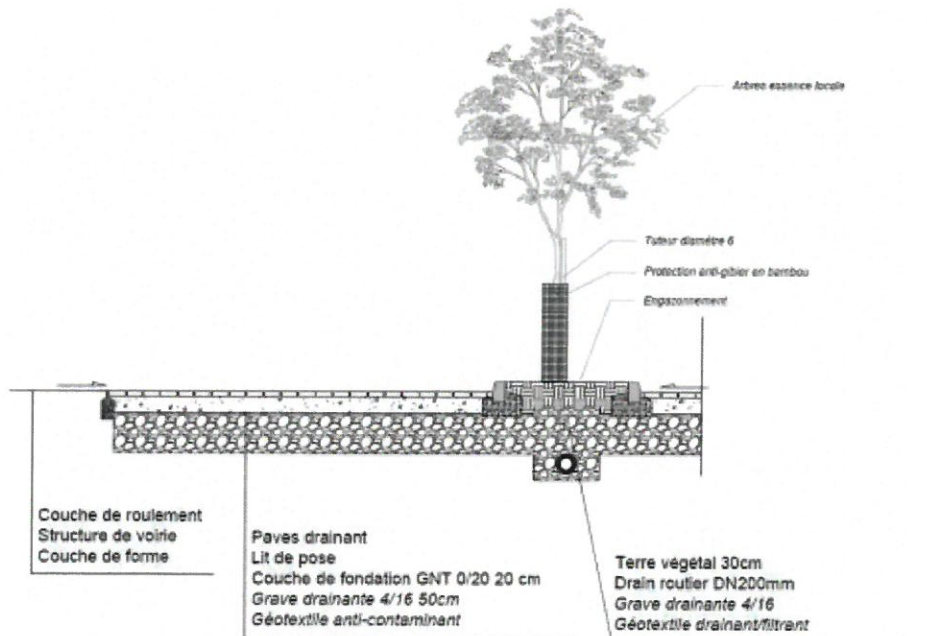 Arbres essence locale
Tuteur diamètre 6
Protection anti-gibier en bambou
Engazonnement
Couche de roulement
Structure de voirie
Couche de forme
Paves drainant
Lit de pose
Couche de fondation GNT 0/20 20 cm
Grave drainante 4/16 50cm
Géotextile anti-contaminant
Terre végétal 30cm
Drain routier DN200mm
Grave drainante 4/16
Géotextile drainant/filtrant